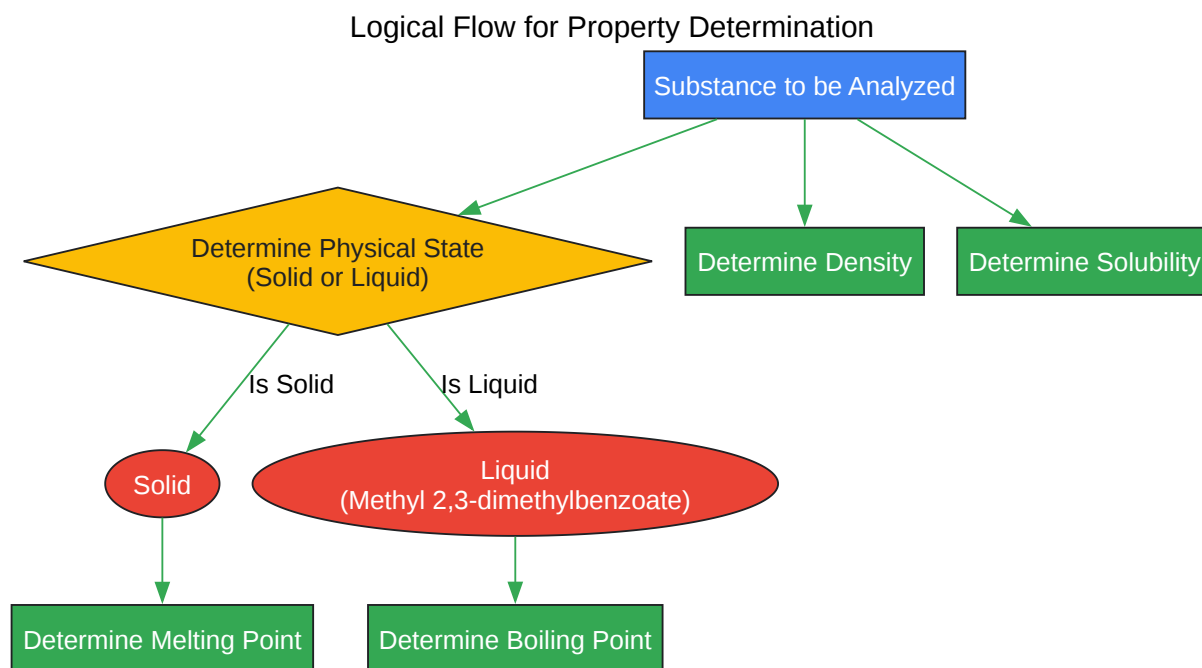 Logical Flow for Property Determination
Substance to be Analyzed
Determine Physical State
(Solid or Liquid)
Determine Density
Determine Solubility
Is Solid
Is Liquid
Solid
Liquid
(Methyl 2,3-dimethylbenzoate)
Determine Melting Point
Determine Boiling Point